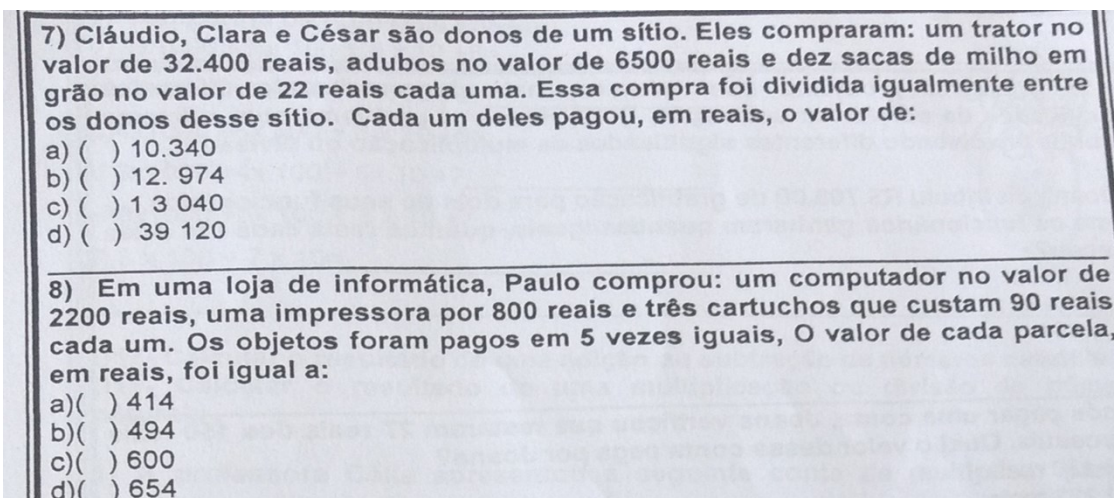 7) Cláudio, Clara e César são donos de um sítio. Eles compraram: um trator no
valor de 32.400 reais, adubos no valor de 6500 reais e dez sacas de milho em
grão no valor de 22 reais cada uma. Essa compra foi dividida igualmente entre
os donos desse sítio. Cada um deles pagou, em reais, o valor de:
a) ( ) 10.340
b) ( ) 12. 974
c) ( ) 13 040
d) ( ) 39 120
8) Em uma loja de informática, Paulo comprou: um computador no valor de
2200 reais, uma impressora por 800 reais e três cartuchos que custam 90 reais
cada um. Os objetos foram pagos em 5 vezes iguais, O valor de cada parcela,
em reais, foi igual a:
a)( ) 414
b)( ) 494
c)( ) 600
d)( ) 654